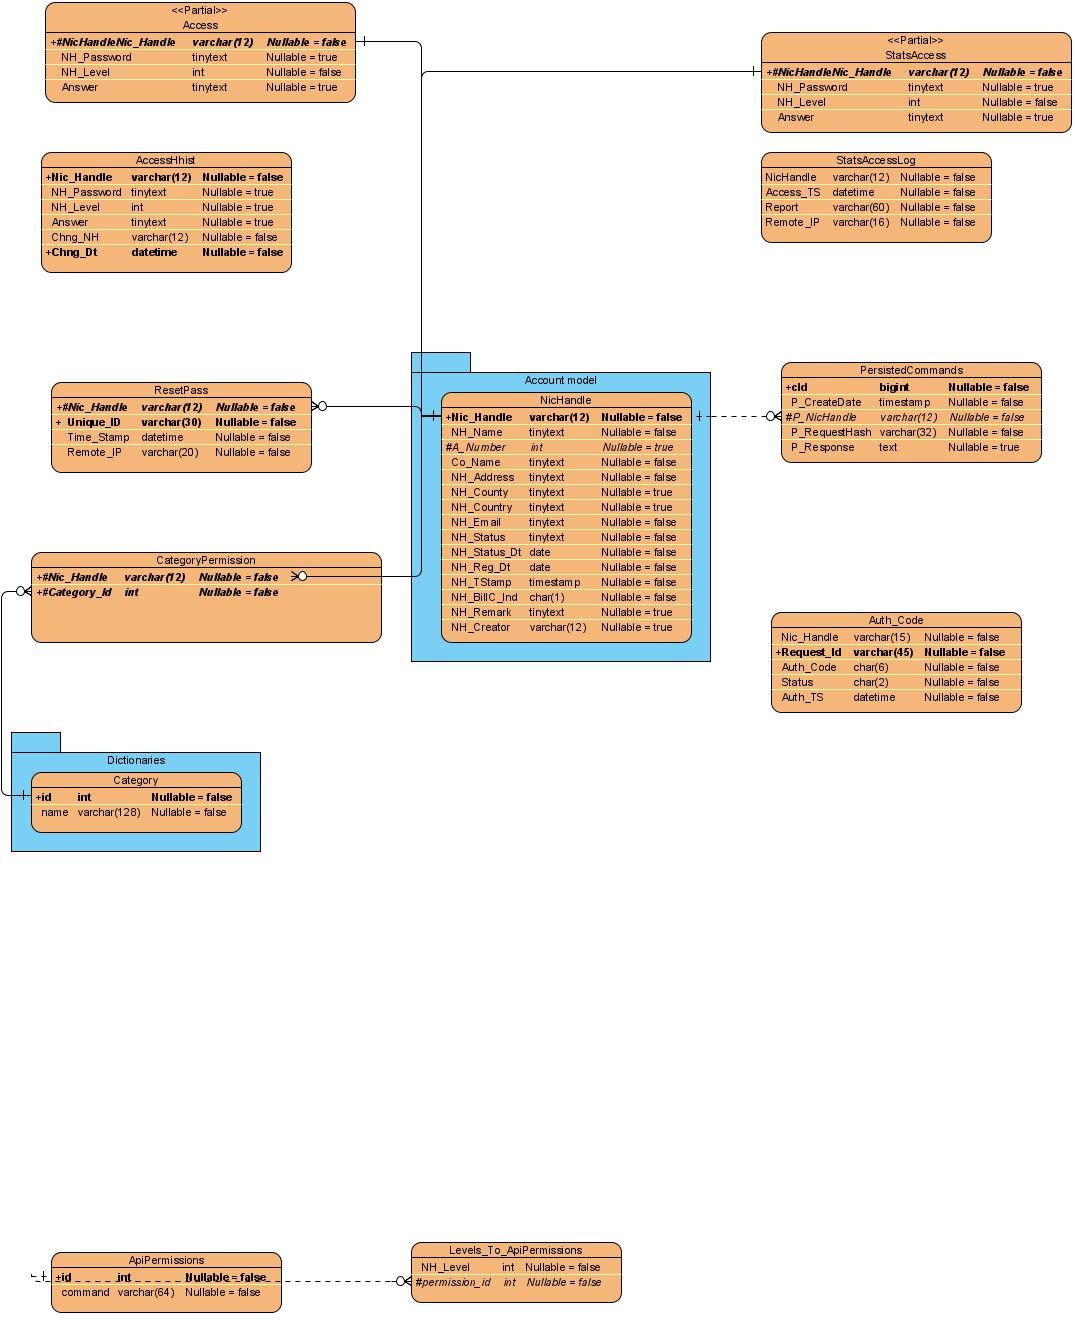 <<Partial>>
Access
+#NicHandleNic_Handle varchar(12) Nullable = false
NH_Password tinytext Nullable = true
NH_Level int Nullable = false
Answer tinytext Nullable = true
<<Partial>>
StatsAccess
+#NicHandleNic_Handle varchar(12) Nullable = false
NH_Password tinytext Nullable = true
NH_Level int Nullable = false
Answer tinytext Nullable = true
AccessHhist
+Nic_Handle varchar(12) Nullable = false
NH_Password tinytext Nullable = true
NH_Level int Nullable = true
Answer tinytext Nullable = true
Chng_NH varchar(12) Nullable = false
+Chng_Dt datetime Nullable = false
StatsAccessLog
NicHandle varchar(12) Nullable = false
Access_TS datetime Nullable = false
Report varchar(60) Nullable = false
Remote_IP varchar(16) Nullable = false
ResetPass
+#Nic_Handle varchar(12) Nullable = false
+ Unique_ID varchar(30) Nullable = false
Time_Stamp datetime Nullable = false
Remote_IP varchar(20) Nullable = false
Account model
NicHandle
+Nic_Handle varchar(12) Nullable = false
NH_Name tinytext Nullable = false
#A_Number int Nullable = true
Co_Name tinytext Nullable = false
NH_Address tinytext Nullable = false
NH_County tinytext Nullable = true
NH_Country tinytext Nullable = true
NH_Email tinytext Nullable = false
NH_Status tinytext Nullable = false
NH_Status_Dt date Nullable = false
NH_Reg_Dt date Nullable = false
NH_TStamp timestamp Nullable = false
NH_BillC_Ind char(1) Nullable = false
NH_Remark tinytext Nullable = true
NH_Creator varchar(12) Nullable = true
PersistedCommands
+cId bigint Nullable = false
P_CreateDate timestamp Nullable = false
#P_NicHandle varchar(12) Nullable = false
P_RequestHash varchar(32) Nullable = false
P_Response text Nullable = true
CategoryPermission
+#Nic_Handle varchar(12) Nullable = false
+#Category_Id int Nullable = false
Auth_Code
Nic_Handle varchar(15) Nullable = false
+Request_Id varchar(45) Nullable = false
Auth_Code char(6) Nullable = false
Status char(2) Nullable = false
Auth_TS datetime Nullable = false
Dictionaries
Category
+id int Nullable = false
name varchar(128) Nullable = false
ApiPermissions
+id int Nullable = false
command varchar(64) Nullable = false
Levels_To_ApiPermissions
NH_Level int Nullable = false
#permission_id int Nullable = false